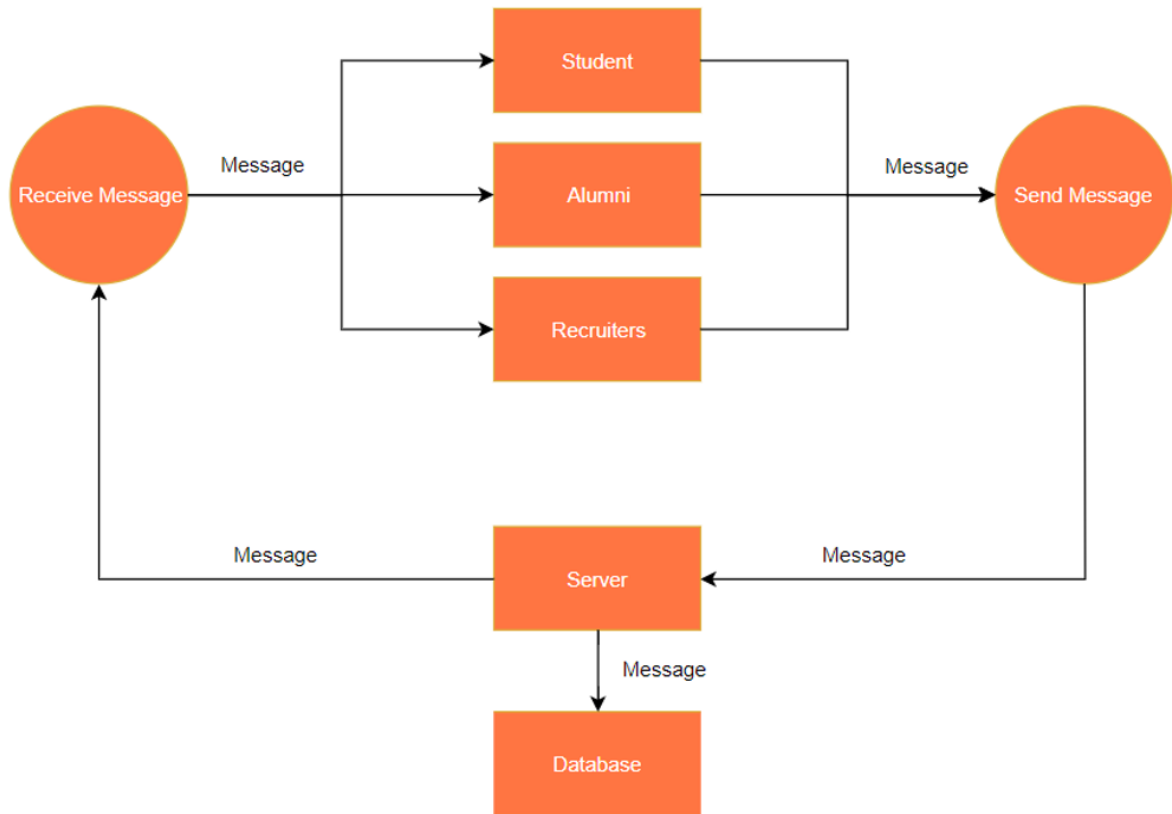 Student
Message
Message
Receive Message
Alumni
Send Message
Recruiters
Message
Server
Message
Message
Database